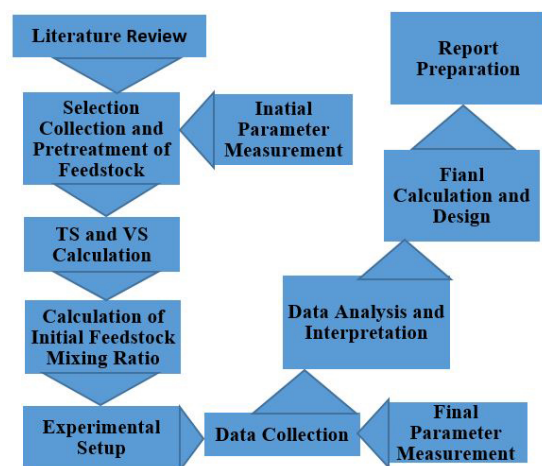 Literature Review
Selection
Collection and
Pretreatment of
Feedstock
Inatial
Parameter
Measurement
TS and VS
Calculation
Calculation of
Initial Feedstock
Mixing Ratio
Experimental
Setup
Data Collection
Final
Parameter
Measurement
Data Analysis and
Interpretation
Fianl
Calculation and
Design
Report
Preparation